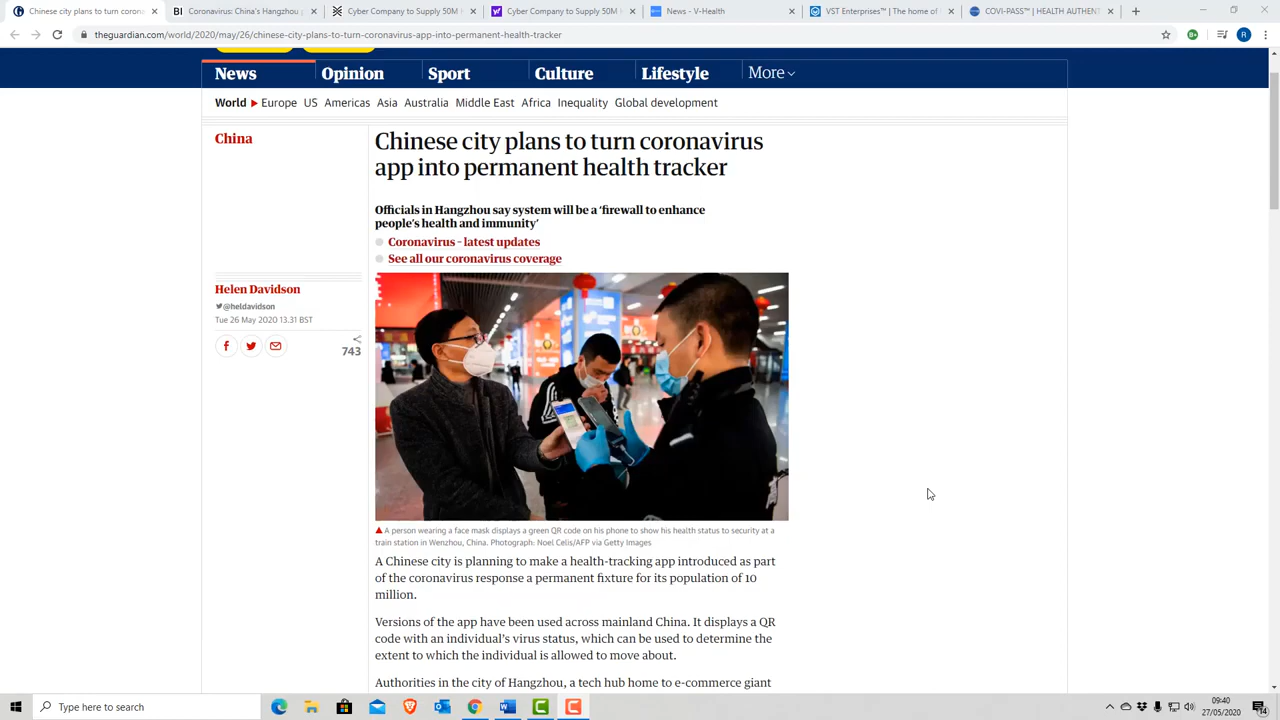 Chinese city plans to turn corona
Coronavirus: China's Hangzhou p
Cyber Company to Supply 50M H
Cyber Company to Supply 50M H
News - V-Health
VST Enterprises™ | The home of
COVI-PASS™ | HEALTH AUTHENT
theguardian.com/world/2020/may/26/chinese-city-plans-to-turn-coronavirus-app-into-permanent-health-tracker
News Opinion Sport Culture Lifestyle More
World Europe US Americas Asia Australia Middle East Africa Inequality Global development
China
Chinese city plans to turn coronavirus
app into permanent health tracker
Officials in Hangzhou say system will be a 'firewall to enhance
people's health and immunity'
Coronavirus – latest updates
See all our coronavirus coverage
Helen Davidson
@heldavidson
Tue 26 May 2020 13.31 BST
743
A person wearing a face mask displays a green QR code on his phone to show his health status to security at a
train station in Wenzhou, China. Photograph: Noel Celis/AFP via Getty Images
A Chinese city is planning to make a health-tracking app introduced as part
of the coronavirus response a permanent fixture for its population of 10
million.
Versions of the app have been used across mainland China. It displays a QR
code with an individual's virus status, which can be used to determine the
extent to which the individual is allowed to move about.
Authorities in the city of Hangzhou, a tech hub home to e-commerce giant
Type here to search
09:40
27/05/2020
14